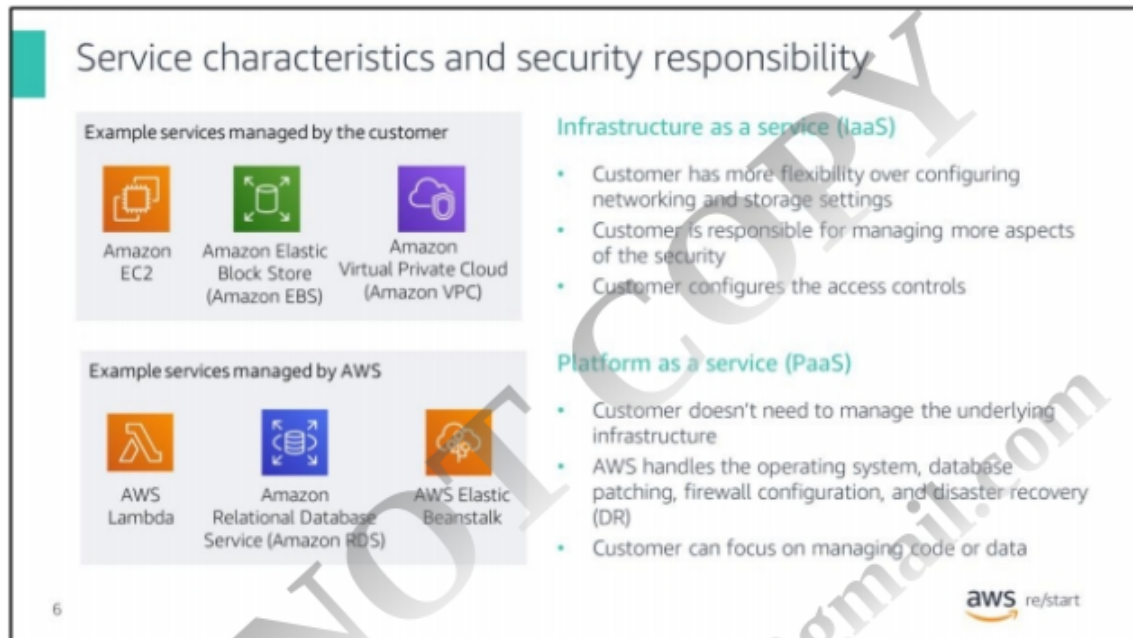 Service characteristics and security responsibility
Example services managed by the customer
Amazon
EC2
Amazon Elastic
Block Store
(Amazon EBS)
Amazon
Virtual Private Cloud
(Amazon VPC)
Infrastructure as a service (IaaS)
• Customer has more flexibility over configuring
networking and storage settings
• Customer is responsible for managing more aspects
of the security
• Customer configures the access controls
Example services managed by AWS
AWS
Lambda
Amazon
Relational Database
Service (Amazon RDS)
AWS Elastic
Beanstalk
Platform as a service (PaaS)
• Customer doesn't need to manage the underlying
infrastructure
• AWS handles the operating system, database
patching, firewall configuration, and disaster recovery
(DR)
• Customer can focus on managing code or data
6
aws re/start
NOT COPY
gmail.com